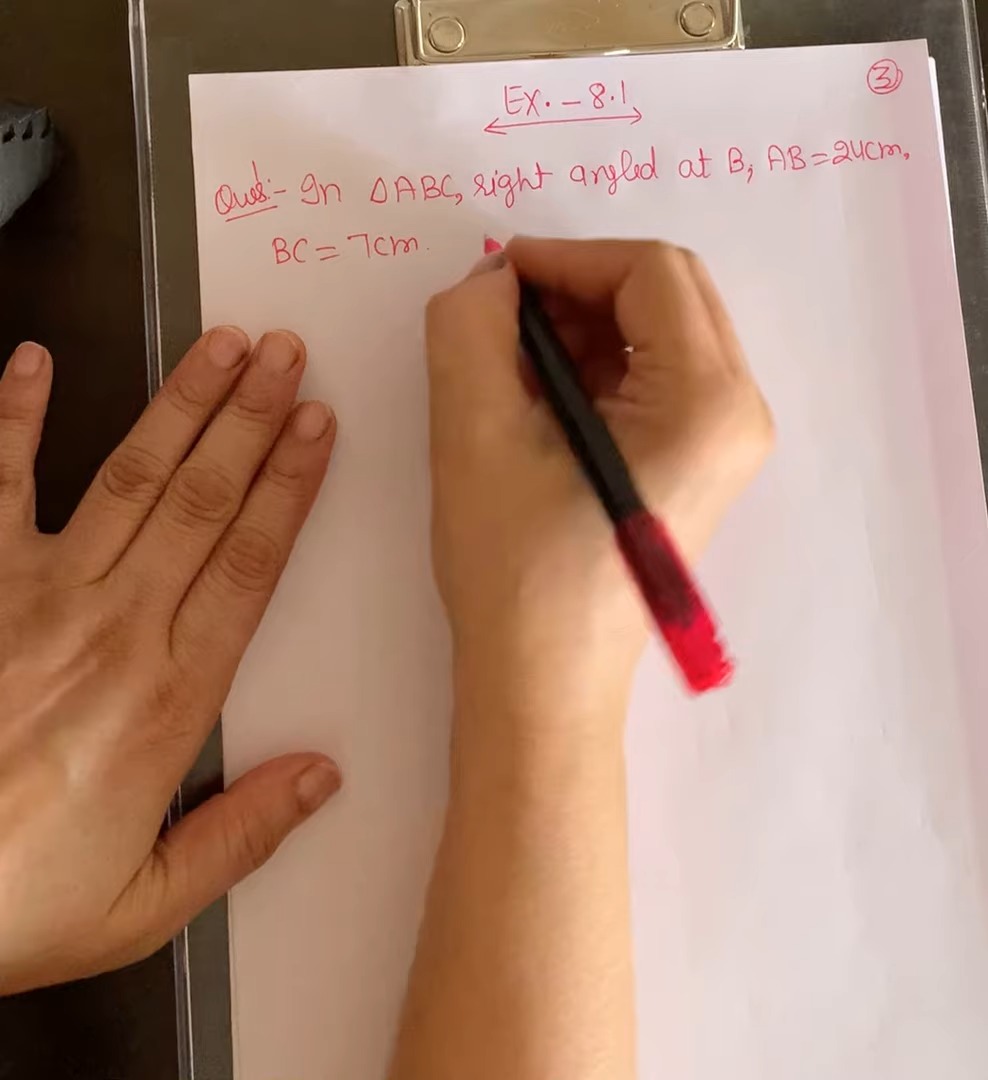 Ex. - 8.1
3
Ques:- In ΔABC, right angled at B, AB = 24cm,
BC = 7cm.